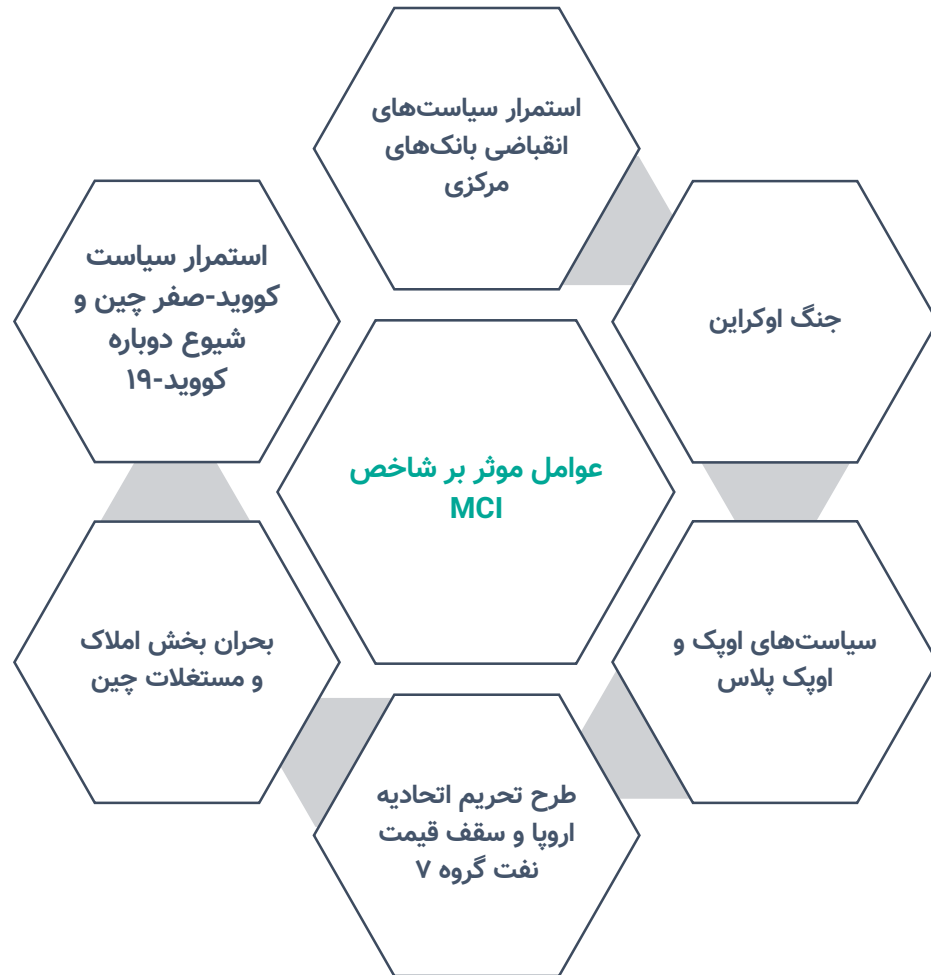 استمرار سیاست‌های
انقباضی بانک‌های
مرکزی
جنگ اوکراین
سیاست‌های اوپک و
اوپک پلاس
طرح تحریم اتحادیه
اروپا و سقف قیمت
نفت گروه ۷
بحران بخش املاک
و مستغلات چین
استمرار سیاست
کووید-صفر چین و
شیوع دوباره
کووید-۱۹
عوامل موثر بر شاخص
MCI